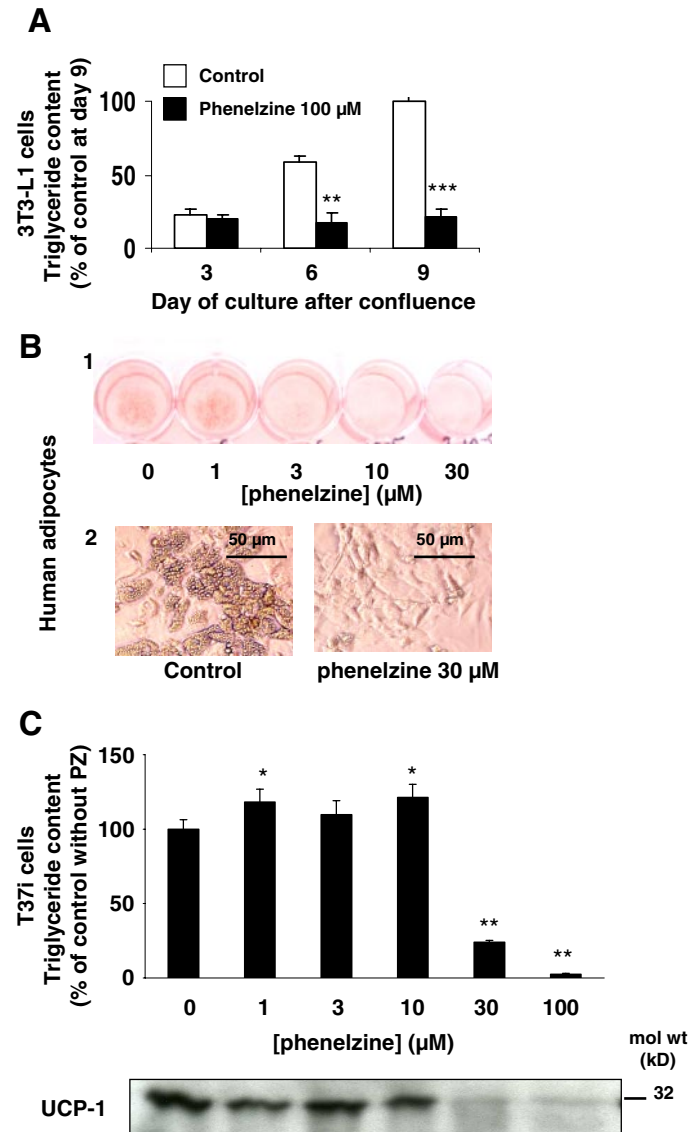 A
3T3-L1 cells
Triglyceride content
(% of control at day 9)
Control
Phenelzine 100 µM
100
50
0
**
***
3 6 9
Day of culture after confluence
B
Human adipocytes
1
0 1 3 10 30
[phenelzine] (µM)
2
50 µm 50 µm
Control phenelzine 30 µM
C
T37i cells
Triglyceride content
(% of control without PZ)
150
100
50
0
* *
**
**
0 1 3 10 30 100
[phenelzine] (µM)
mol wt
(kD)
UCP-1
32